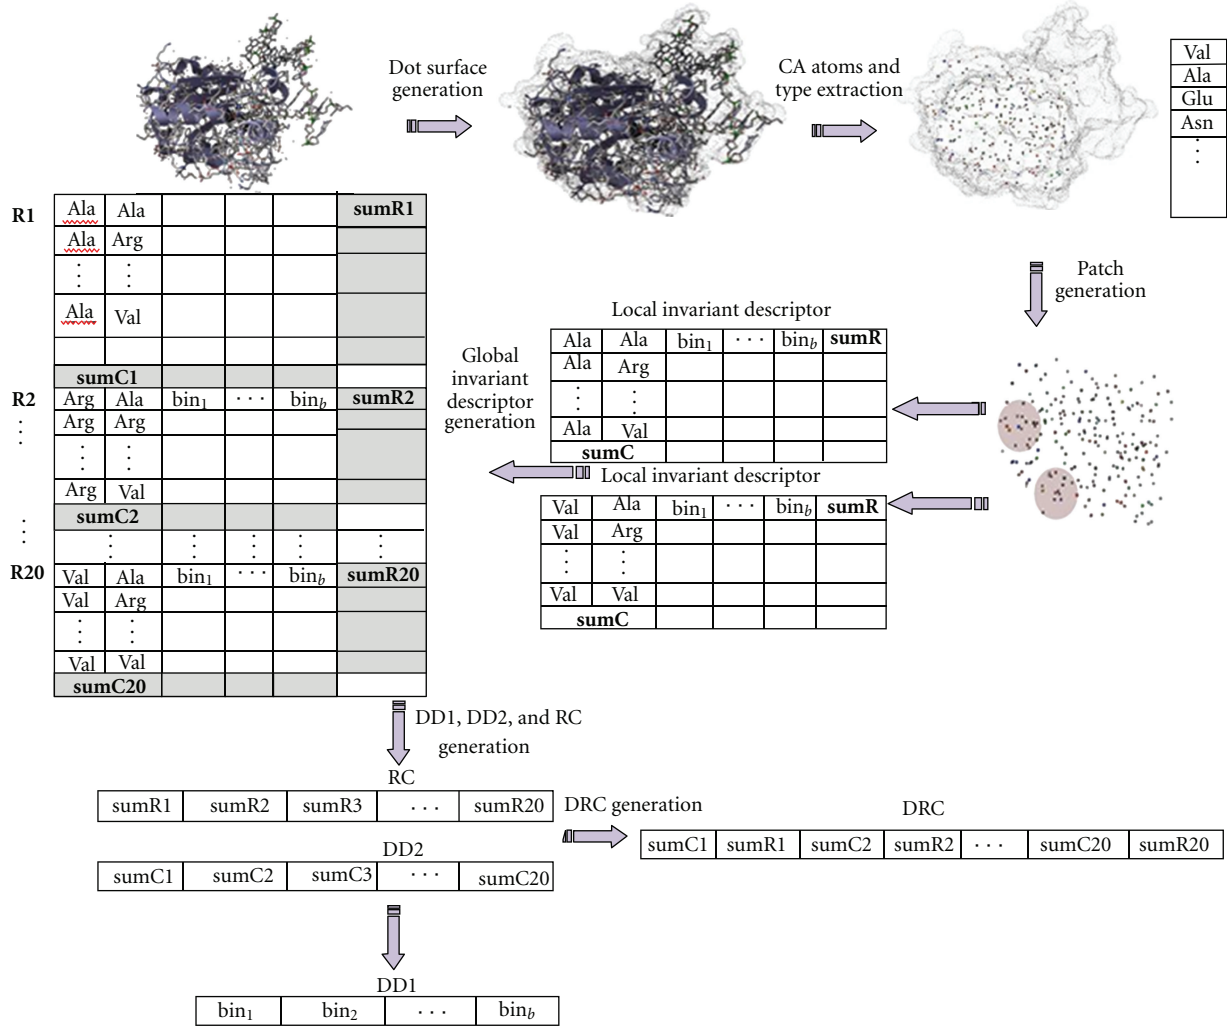 Dot surface
generation
CA atoms and
type extraction
Val
Ala
Glu
Asn
⋮
Patch
generation
R1 Ala Ala sumR1
Ala Arg
⋮ ⋮
Ala Val
sumC1
R2 Arg Ala bin1 ··· binb sumR2
⋮ Arg Arg
⋮ ⋮
Arg Val
sumC2
⋮ ⋮ ⋮ ⋮ ⋮ ⋮
R20 Val Ala bin1 ··· binb sumR20
Val Arg
⋮ ⋮
Val Val
sumC20
Global
invariant
descriptor
generation
Local invariant descriptor
Ala Ala bin1 ··· binb sumR
Ala Arg
⋮ ⋮
Ala Val
sumC
Local invariant descriptor
Val Ala bin1 ··· binb sumR
Val Arg
⋮ ⋮
Val Val
sumC
DD1, DD2, and RC
generation
RC
sumR1 sumR2 sumR3 ··· sumR20
DD2
sumC1 sumC2 sumC3 ··· sumC20
DRC generation
DRC
sumC1 sumR1 sumC2 sumR2 ··· sumC20 sumR20
DD1
bin1 bin2 ··· binb